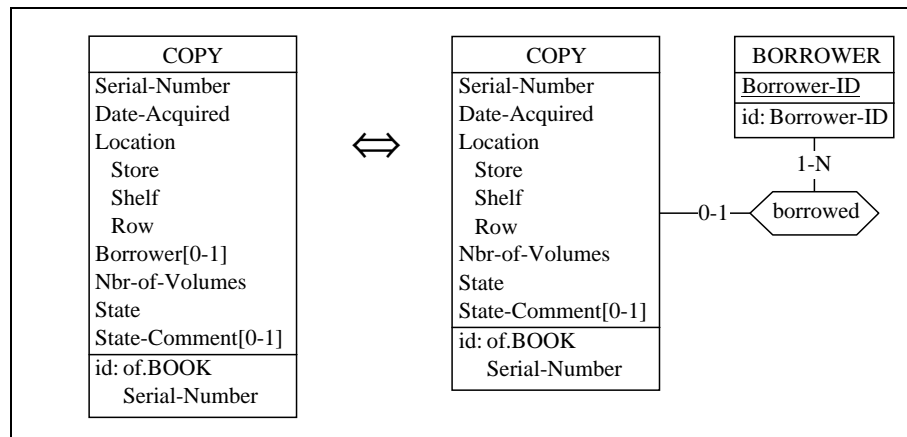 COPY
Serial-Number
Date-Acquired
Location
Store
Shelf
Row
Borrower[0-1]
Nbr-of-Volumes
State
State-Comment[0-1]
id: of.BOOK
Serial-Number
⇔
COPY
Serial-Number
Date-Acquired
Location
Store
Shelf
Row
Nbr-of-Volumes
State
State-Comment[0-1]
id: of.BOOK
Serial-Number
0-1
borrowed
1-N
BORROWER
Borrower-ID
id: Borrower-ID